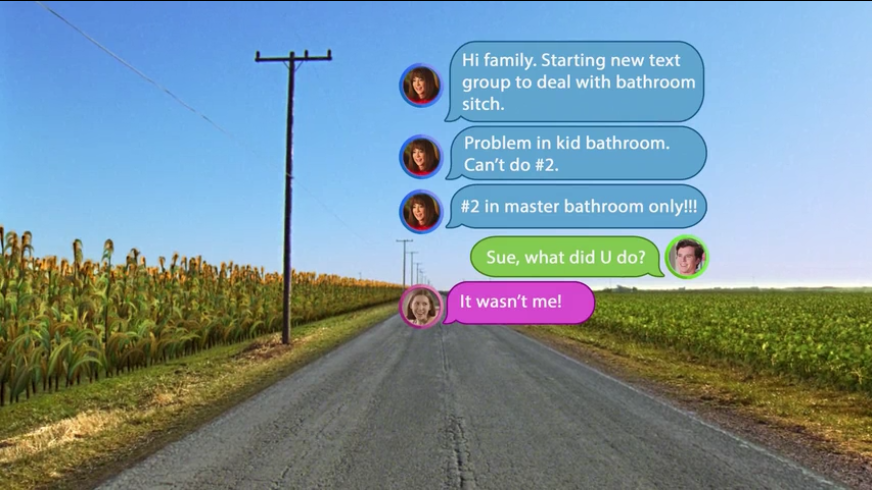 Hi family. Starting new text
group to deal with bathroom
sitch.
Problem in kid bathroom.
Can't do #2.
#2 in master bathroom only!!!
Sue, what did U do?
It wasn't me!